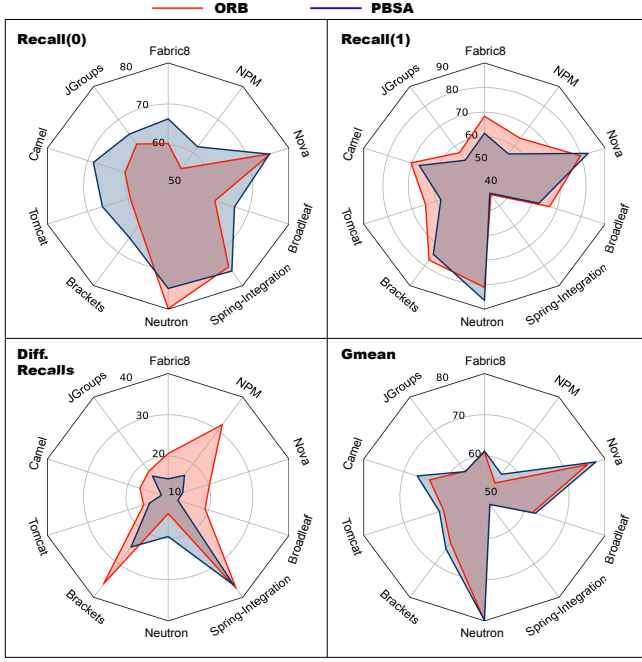 ORB PBSA
Recall(0)
80
70
60
50
Fabric8
NPM
Nova
Broadleaf
Spring-Integration
Neutron
Brackets
Tomcat
Camel
JGroups
Recall(1)
90
80
70
60
50
40
Fabric8
NPM
Nova
Broadleaf
Spring-Integration
Neutron
Brackets
Tomcat
Camel
JGroups
Diff.
Recalls
40
30
20
10
Fabric8
NPM
Nova
Broadleaf
Spring-Integration
Neutron
Brackets
Tomcat
Camel
JGroups
Gmean
80
70
60
50
Fabric8
NPM
Nova
Broadleaf
Spring-Integration
Neutron
Brackets
Tomcat
Camel
JGroups